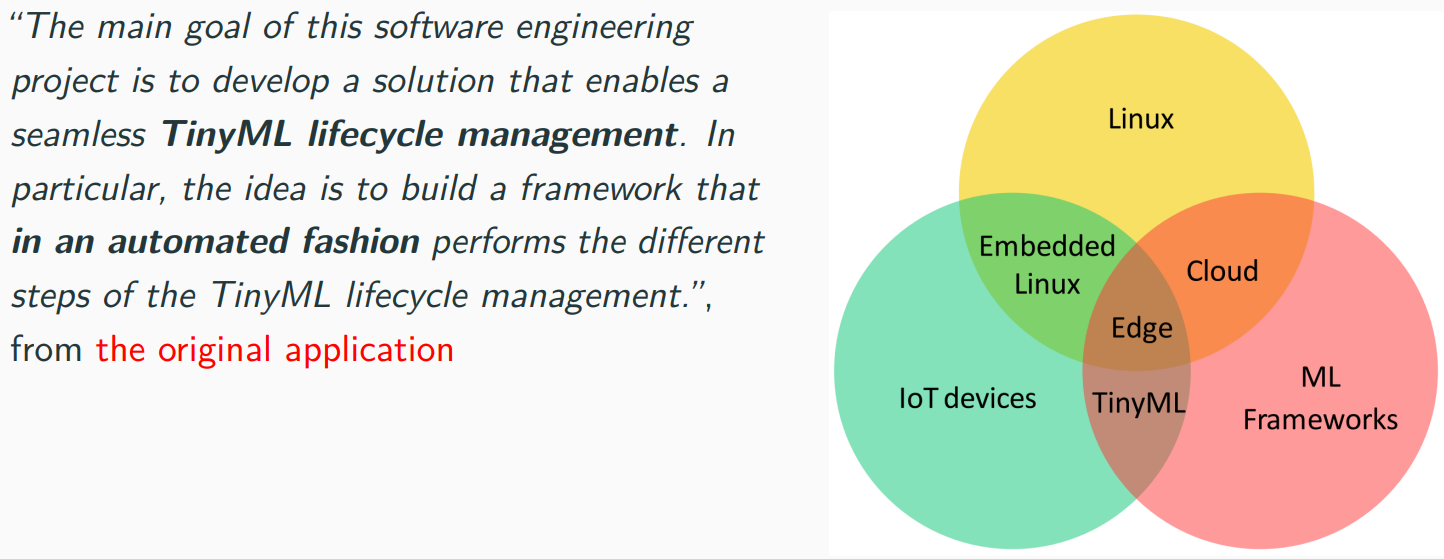 “The main goal of this software engineering
project is to develop a solution that enables a
seamless TinyML lifecycle management. In
particular, the idea is to build a framework that
in an automated fashion performs the different
steps of the TinyML lifecycle management.”,
from the original application
Linux
Embedded
Linux
Cloud
Edge
IoT devices
TinyML
ML
Frameworks